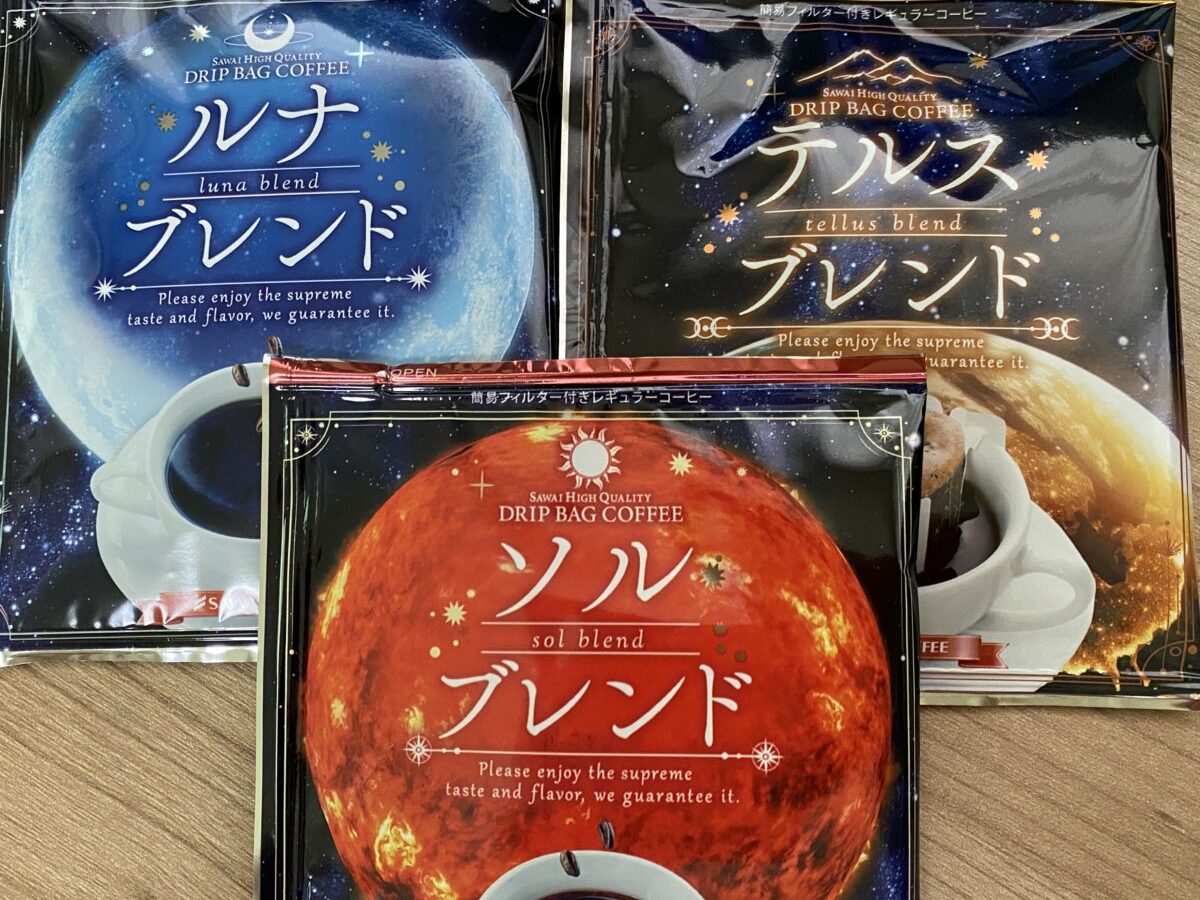 SAWAI HIGH QUALITY
DRIP BAG COFFEE
ルナ
luna blend
ブレンド
Please enjoy the supreme
taste and flavor, we guarantee it.
簡易フィルター付きレギュラーコーヒー
SAWAI HIGH QUALITY
DRIP BAG COFFEE
テルス
tellus blend
ブレンド
Please enjoy the supreme
guarantee it.
FEE
OPEN
簡易フィルター付きレギュラーコーヒー
SAWAI HIGH QUALITY
DRIP BAG COFFEE
ソル
sol blend
ブレンド
Please enjoy the supreme
taste and flavor, we guarantee it.